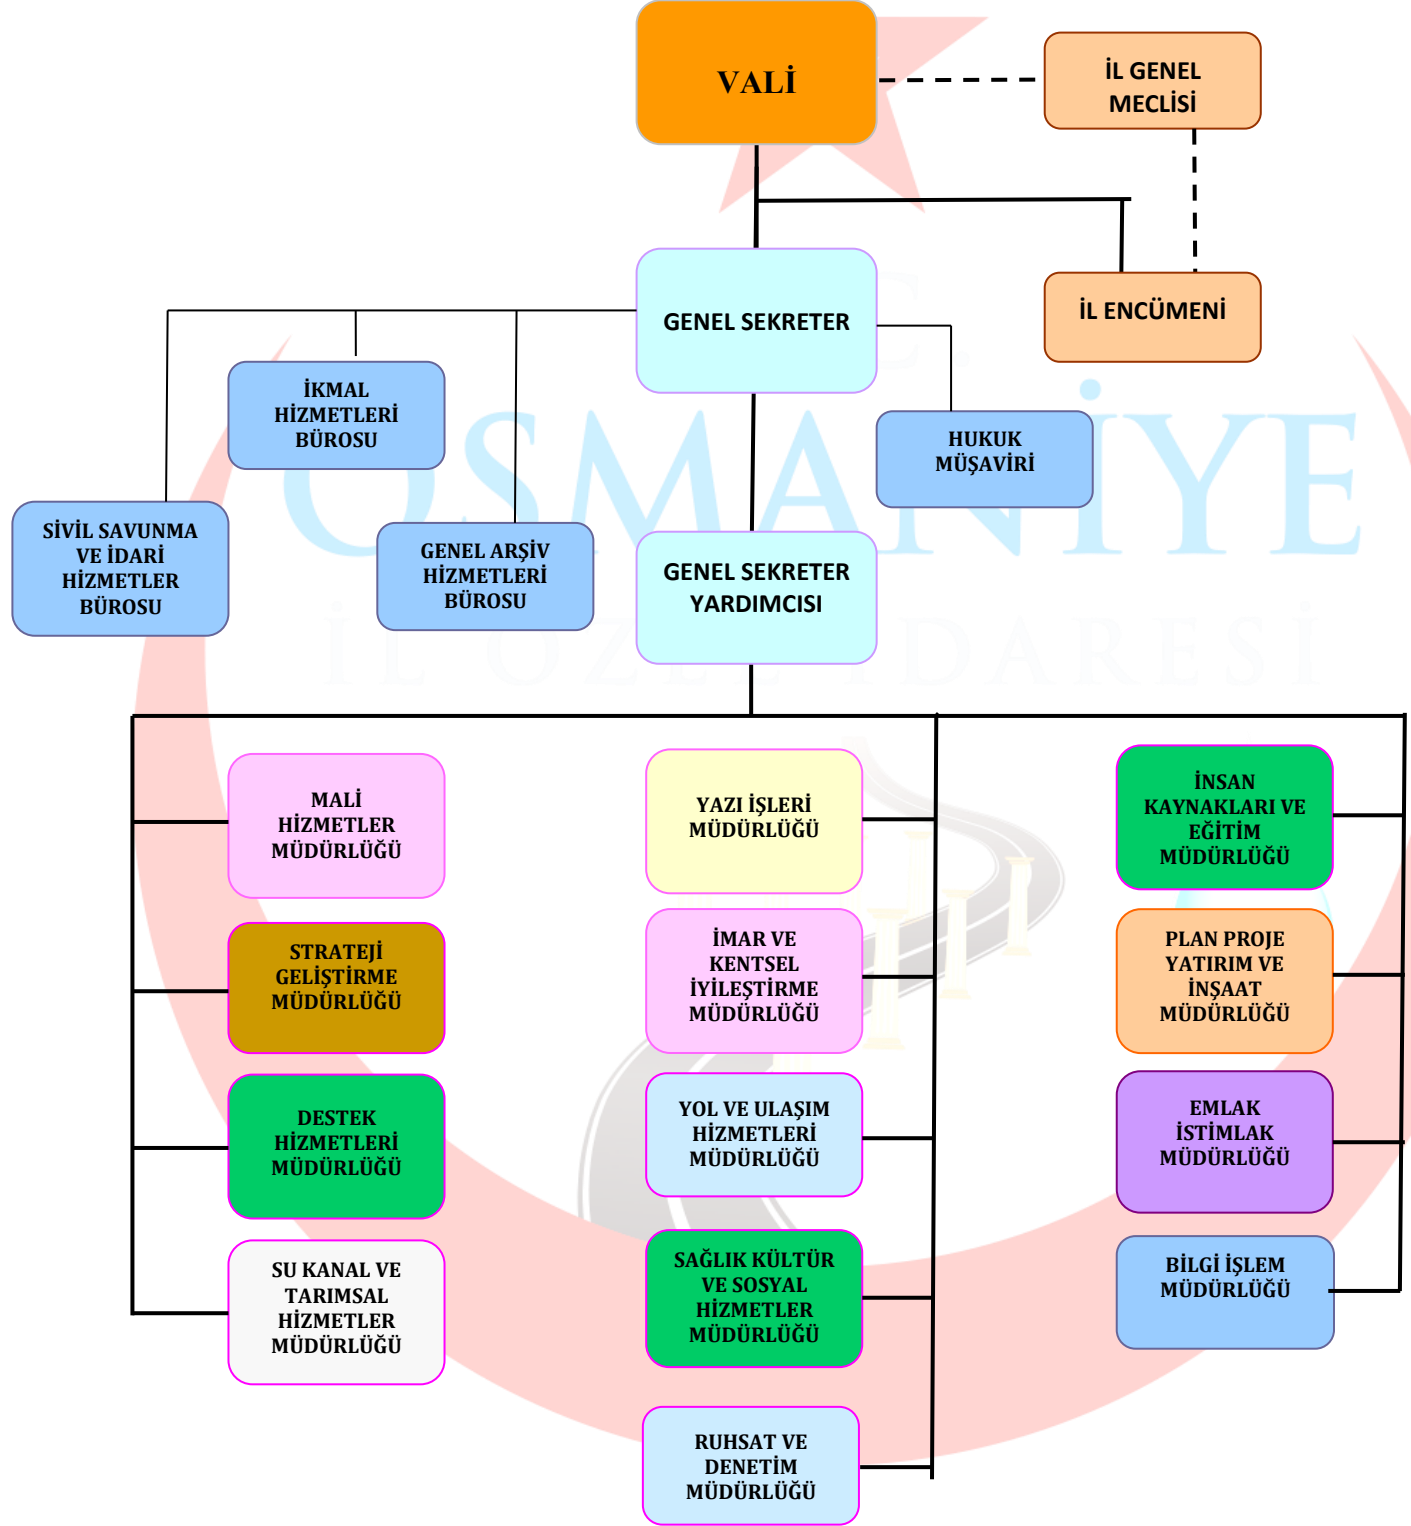 VALİ
İL GENEL
MECLİSİ
GENEL SEKRETER
İL ENCÜMENİ
İKMAL
HİZMETLERİ
BÜROSU
HUKUK
MÜŞAVİRİ
SİVİL SAVUNMA
VE İDARİ
HİZMETLER
BÜROSU
GENEL ARŞİV
HİZMETLERİ
BÜROSU
GENEL SEKRETER
YARDIMCISI
T.C.
OSMANİYE
İL ÖZEL İDARESİ
MALİ
HİZMETLER
MÜDÜRLÜĞÜ
YAZI İŞLERİ
MÜDÜRLÜĞÜ
İNSAN
KAYNAKLARI VE
EĞİTİM
MÜDÜRLÜĞÜ
STRATEJİ
GELİŞTİRME
MÜDÜRLÜĞÜ
İMAR VE
KENTSEL
İYİLEŞTİRME
MÜDÜRLÜĞÜ
PLAN PROJE
YATIRIM VE
İNŞAAT
MÜDÜRLÜĞÜ
DESTEK
HİZMETLERİ
MÜDÜRLÜĞÜ
YOL VE ULAŞIM
HİZMETLERİ
MÜDÜRLÜĞÜ
EMLAK
İSTİMLAK
MÜDÜRLÜĞÜ
SU KANAL VE
TARIMSAL
HİZMETLER
MÜDÜRLÜĞÜ
SAĞLIK KÜLTÜR
VE SOSYAL
HİZMETLER
MÜDÜRLÜĞÜ
BİLGİ İŞLEM
MÜDÜRLÜĞÜ
RUHSAT VE
DENETİM
MÜDÜRLÜĞÜ